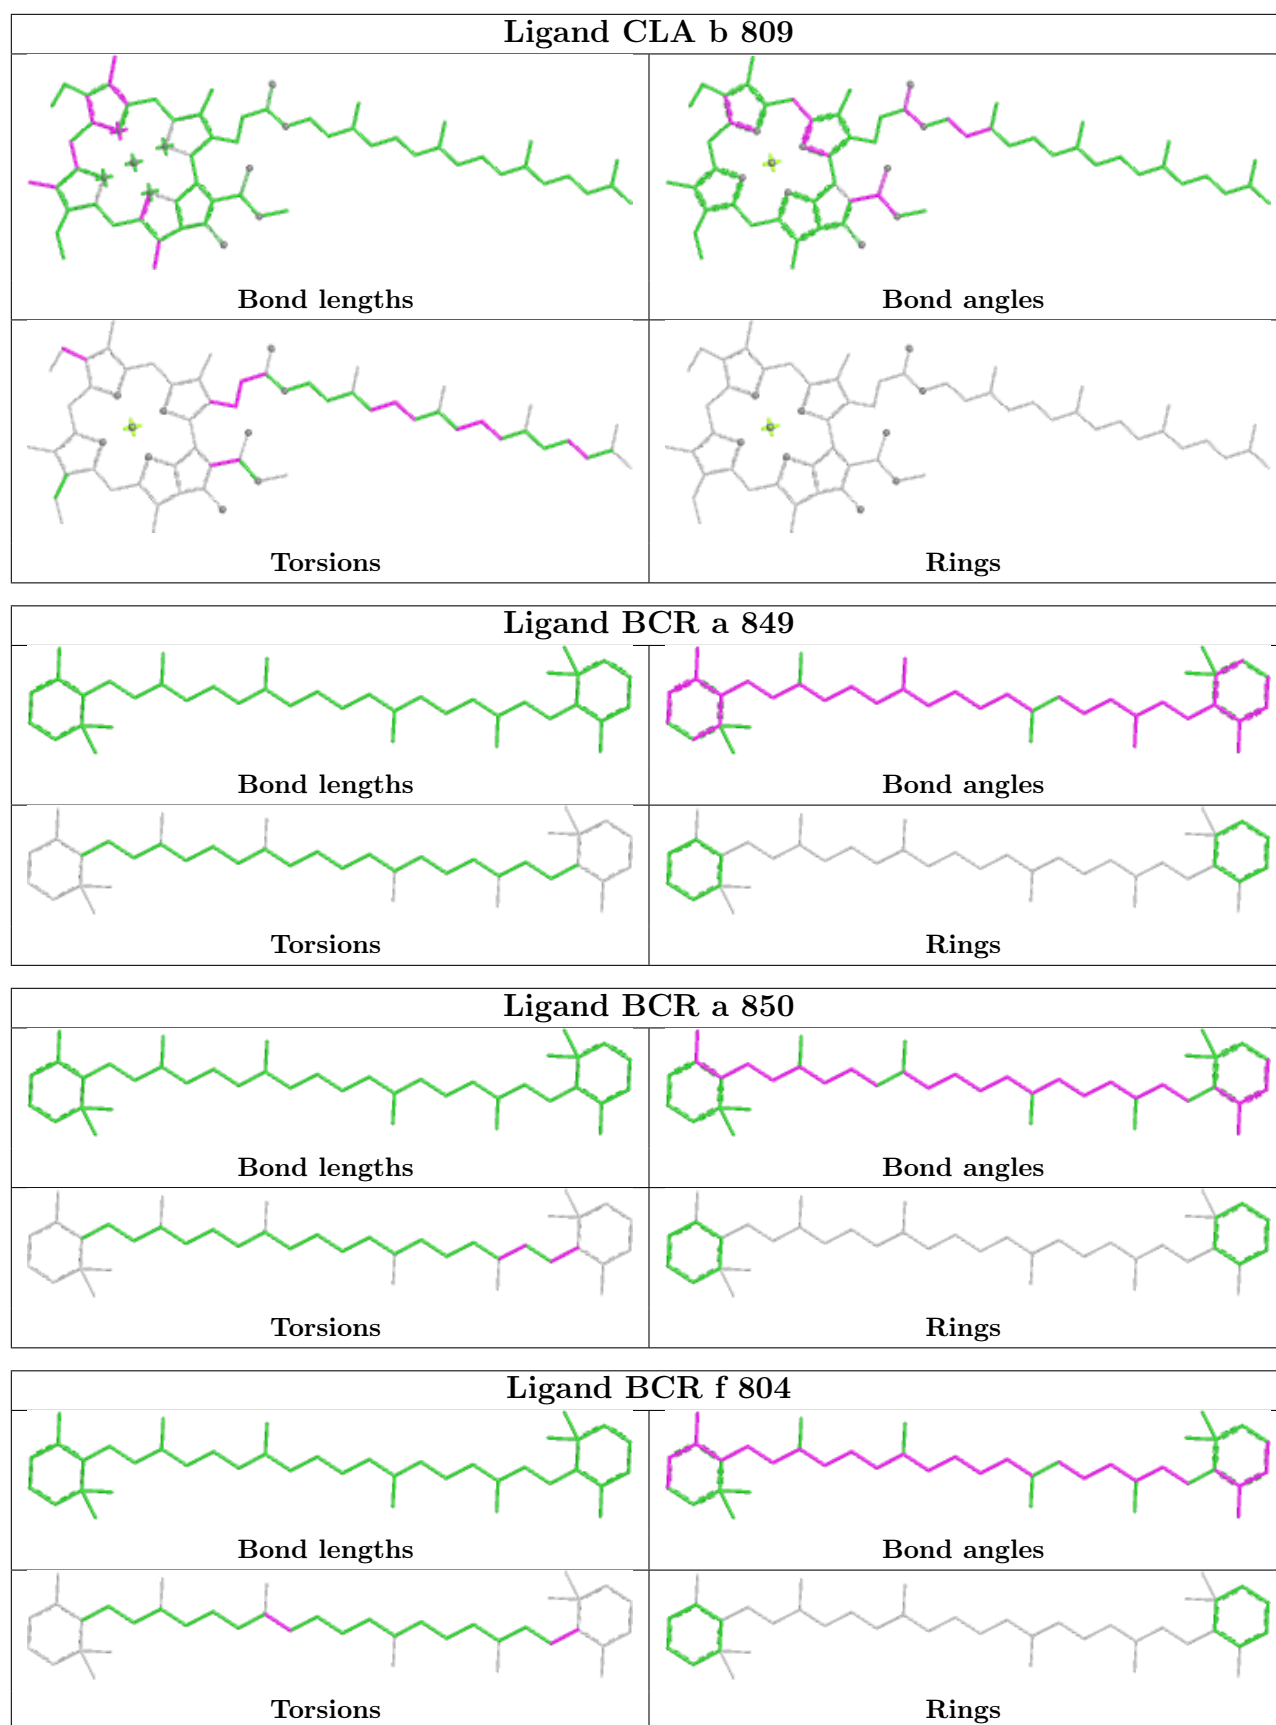 Ligand CLA b 809
Bond lengths
Bond angles
Torsions
Rings
Ligand BCR a 849
Bond lengths
Bond angles
Torsions
Rings
Ligand BCR a 850
Bond lengths
Bond angles
Torsions
Rings
Ligand BCR f 804
Bond lengths
Bond angles
Torsions
Rings